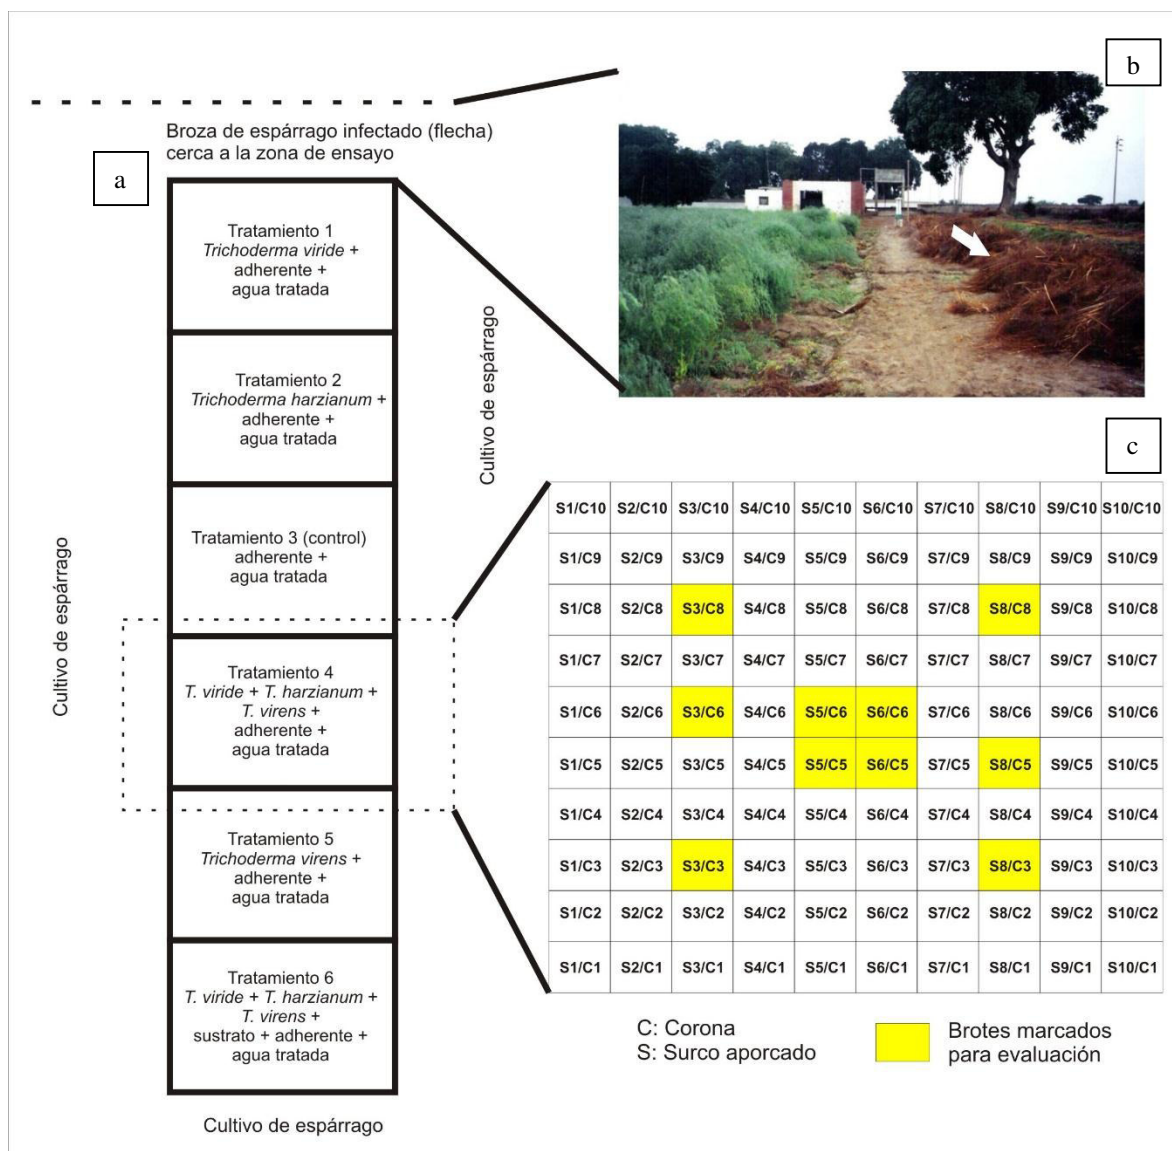 b
Broza de espárrago infectado (flecha)
cerca a la zona de ensayo
a
Tratamiento 1
Trichoderma viride +
adherente +
agua tratada
Tratamiento 2
Trichoderma harzianum +
adherente +
agua tratada
Tratamiento 3 (control)
adherente +
agua tratada
Tratamiento 4
T. viride + T. harzianum +
T. virens +
adherente +
agua tratada
Tratamiento 5
Trichoderma virens +
adherente +
agua tratada
Tratamiento 6
T. viride + T. harzianum +
T. virens +
sustrato + adherente +
agua tratada
Cultivo de espárrago
Cultivo de espárrago
Cultivo de espárrago
c
S1/C10 S2/C10 S3/C10 S4/C10 S5/C10 S6/C10 S7/C10 S8/C10 S9/C10 S10/C10
S1/C9 S2/C9 S3/C9 S4/C9 S5/C9 S6/C9 S7/C9 S8/C9 S9/C9 S10/C9
S1/C8 S2/C8 S3/C8 S4/C8 S5/C8 S6/C8 S7/C8 S8/C8 S9/C8 S10/C8
S1/C7 S2/C7 S3/C7 S4/C7 S5/C7 S6/C7 S7/C7 S8/C7 S9/C7 S10/C7
S1/C6 S2/C6 S3/C6 S4/C6 S5/C6 S6/C6 S7/C6 S8/C6 S9/C6 S10/C6
S1/C5 S2/C5 S3/C5 S4/C5 S5/C5 S6/C5 S7/C5 S8/C5 S9/C5 S10/C5
S1/C4 S2/C4 S3/C4 S4/C4 S5/C4 S6/C4 S7/C4 S8/C4 S9/C4 S10/C4
S1/C3 S2/C3 S3/C3 S4/C3 S5/C3 S6/C3 S7/C3 S8/C3 S9/C3 S10/C3
S1/C2 S2/C2 S3/C2 S4/C2 S5/C2 S6/C2 S7/C2 S8/C2 S9/C2 S10/C2
S1/C1 S2/C1 S3/C1 S4/C1 S5/C1 S6/C1 S7/C1 S8/C1 S9/C1 S10/C1
C: Corona
S: Surco aporcado
Brotes marcados
para evaluación